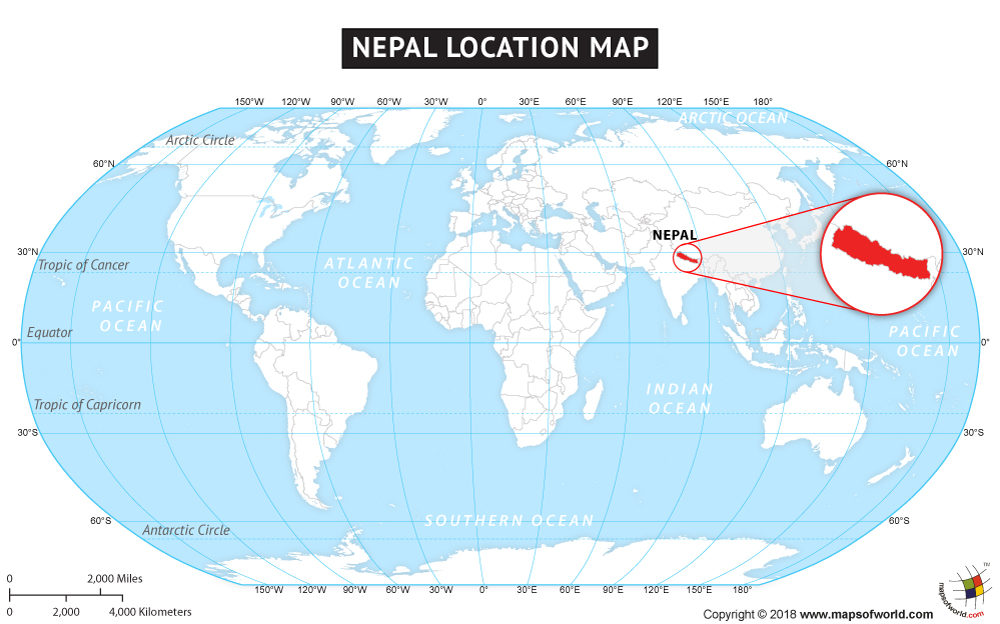 NEPAL LOCATION MAP
150°W 120°W 90°W 60°W 30°W 0° 30°E 60°E 90°E 120°E 150°E 180°
ARCTIC OCEAN
Arctic Circle
60°N 60°N
NEPAL
30°N 30°N
Tropic of Cancer
ATLANTIC
OCEAN
PACIFIC
OCEAN
Equator
PACIFIC
OCEAN
0° 0°
INDIAN
OCEAN
Tropic of Capricorn
30°S 30°S
60°S 60°S
SOUTHERN OCEAN
Antarctic Circle
150°W 120°W 90°W 60°W 30°W 0° 30°E 60°E 90°E 120°E 150°E 180°
0 2,000 Miles
0 2,000 4,000 Kilometers
Copyright © 2018 www.mapsofworld.com
mapsofworld.com
TM